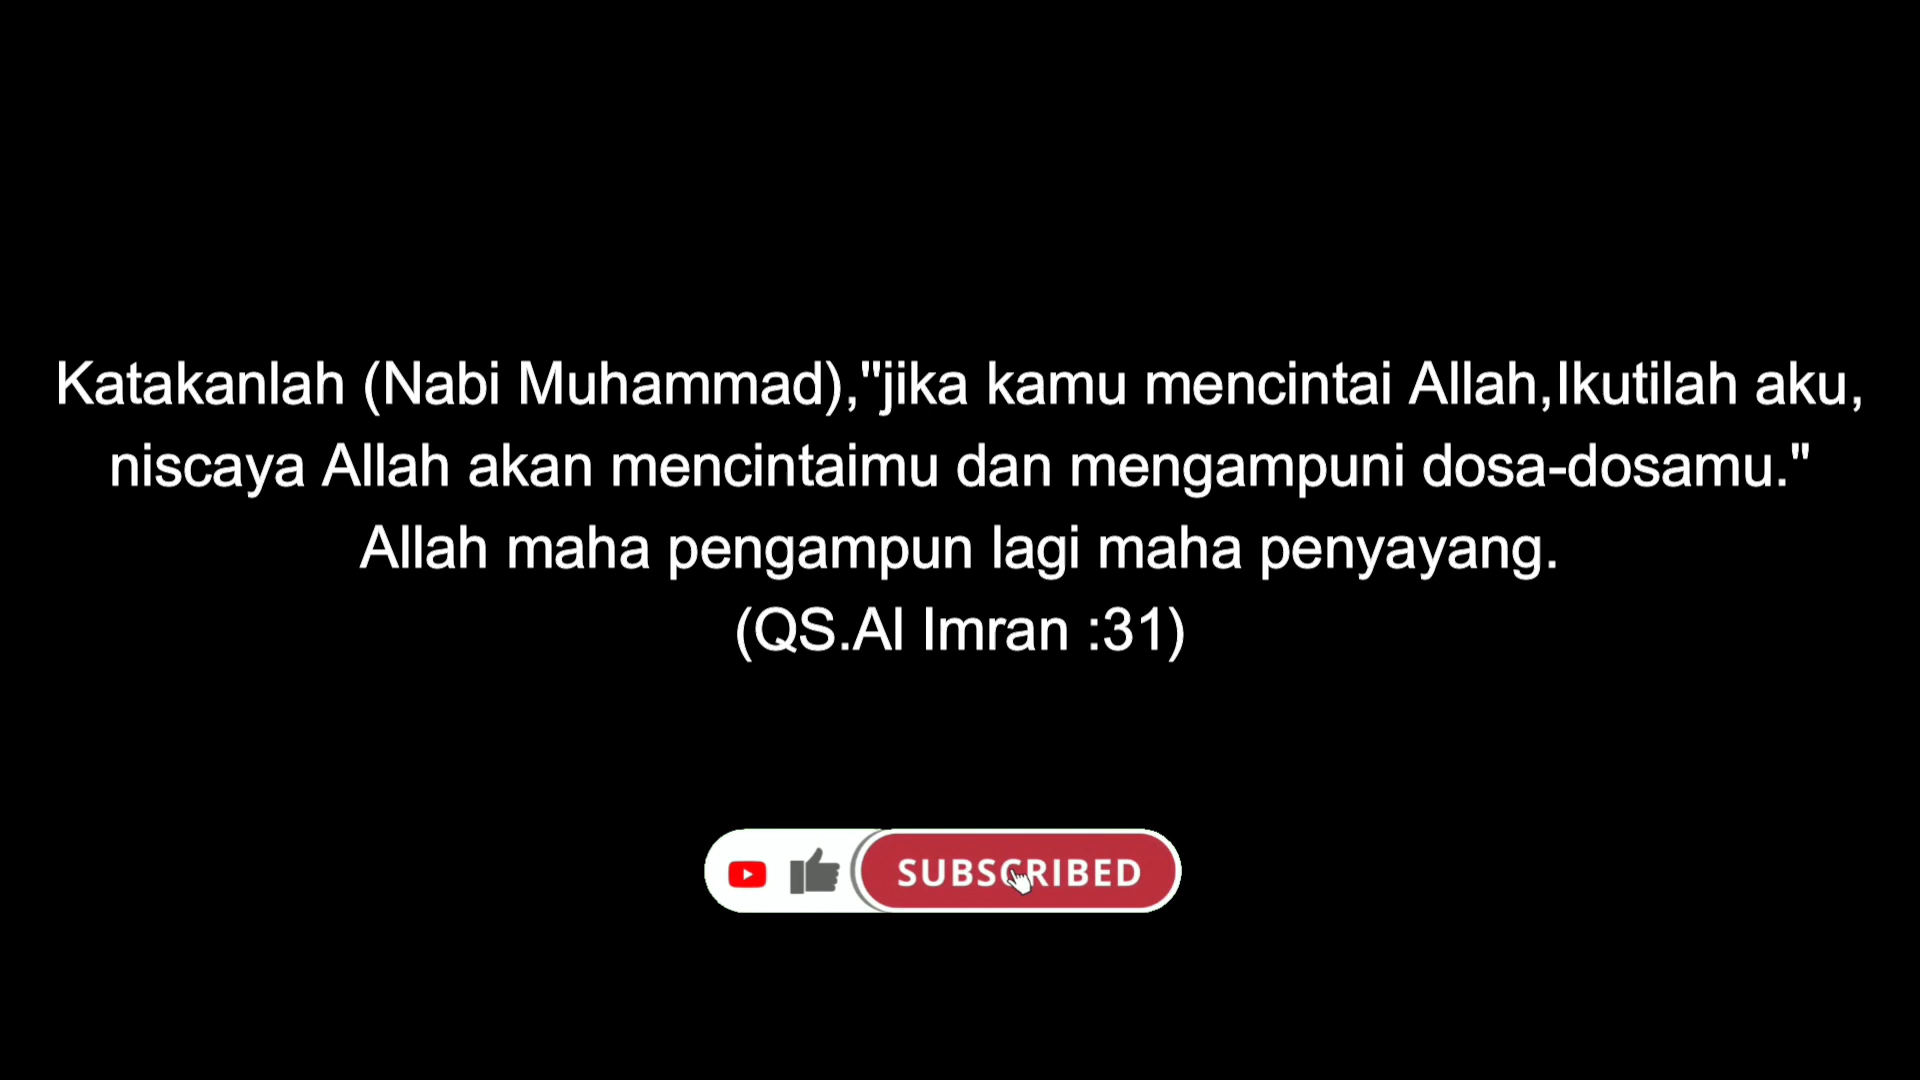 Katakanlah (Nabi Muhammad),"jika kamu mencintai Allah,Ikutilah aku,
niscaya Allah akan mencintaimu dan mengampuni dosa-dosamu."
Allah maha pengampun lagi maha penyayang.
(QS.Al Imran :31)
SUBSCRIBED